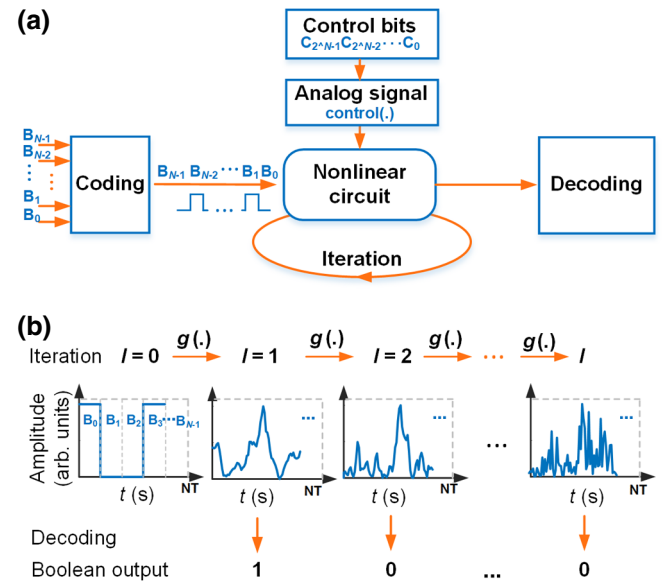 (a)
Control bits
C2^N-1C2^N-2···C0
Analog signal
control(.)
BN-1
BN-2
B1
B0
Coding
BN-1 BN-2 ··· B1B0
...
Nonlinear
circuit
Decoding
Iteration
(b)
g(.) g(.) g(.) g(.)
Iteration l = 0 l = 1 l = 2 ... l
Amplitude
(arb. units)
B0 B1 B2 B3···BN-1
... ... ... ...
t (s) NT t (s) NT t (s) NT t (s) NT
Decoding
Boolean output 1 0 ... 0